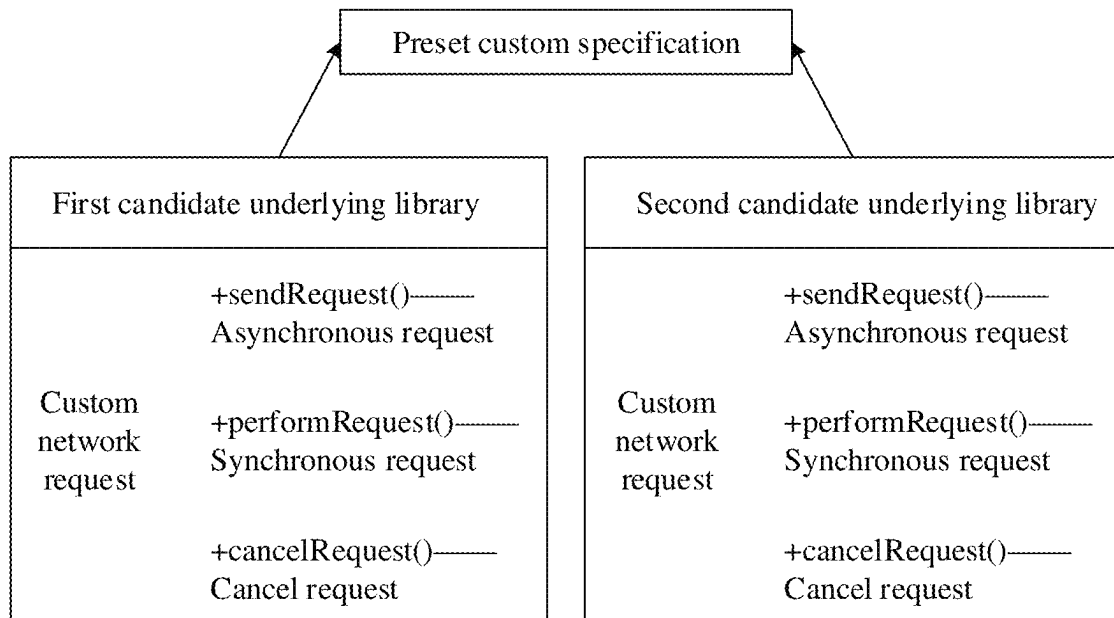 Preset custom specification
First candidate underlying library
+sendRequest()--------
Asynchronous request
Custom
network
request
+performRequest()--------
Synchronous request
+cancelRequest()--------
Cancel request
Second candidate underlying library
+sendRequest()--------
Asynchronous request
Custom
network
request
+performRequest()--------
Synchronous request
+cancelRequest()--------
Cancel request